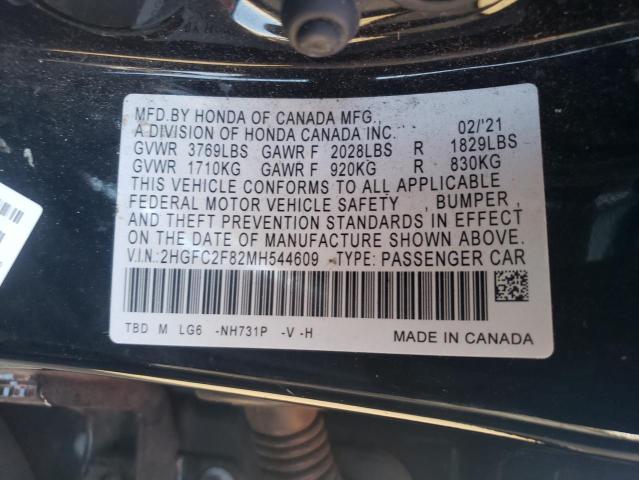 MFD.BY HONDA OF CANADA MFG.,
A DIVISION OF HONDA CANADA INC. 02/'21
GVWR 3769LBS GAWR F 2028LBS R 1829LBS
GVWR 1710KG GAWR F 920KG R 830KG
THIS VEHICLE CONFORMS TO ALL APPLICABLE
FEDERAL MOTOR VEHICLE SAFETY , BUMPER ,
AND THEFT PREVENTION STANDARDS IN EFFECT
ON THE DATE OF MANUFACTURE SHOWN ABOVE.
V.I.N.:2HGFC2F82MH544609 TYPE: PASSENGER CAR
TBD M LG6 -NH731P -V -H
MADE IN CANADA